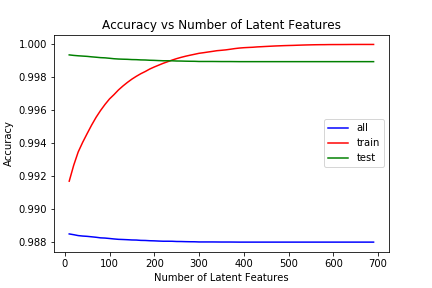 Accuracy vs Number of Latent Features
1.000
0.998
0.996
0.994
0.992
0.990
0.988
Accuracy
all
train
test
0 100 200 300 400 500 600 700
Number of Latent Features